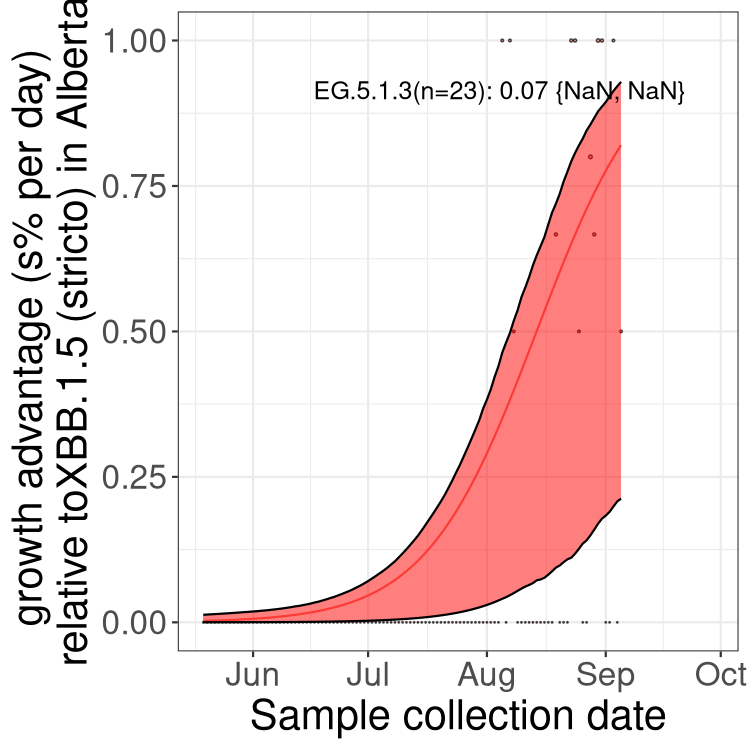 growth advantage (s% per day)
relative toXBB.1.5 (stricto) in Alberta
1.00
0.75
0.50
0.25
0.00
EG.5.1.3(n=23): 0.07 {NaN, NaN}
Jun Jul Aug Sep Oct
Sample collection date